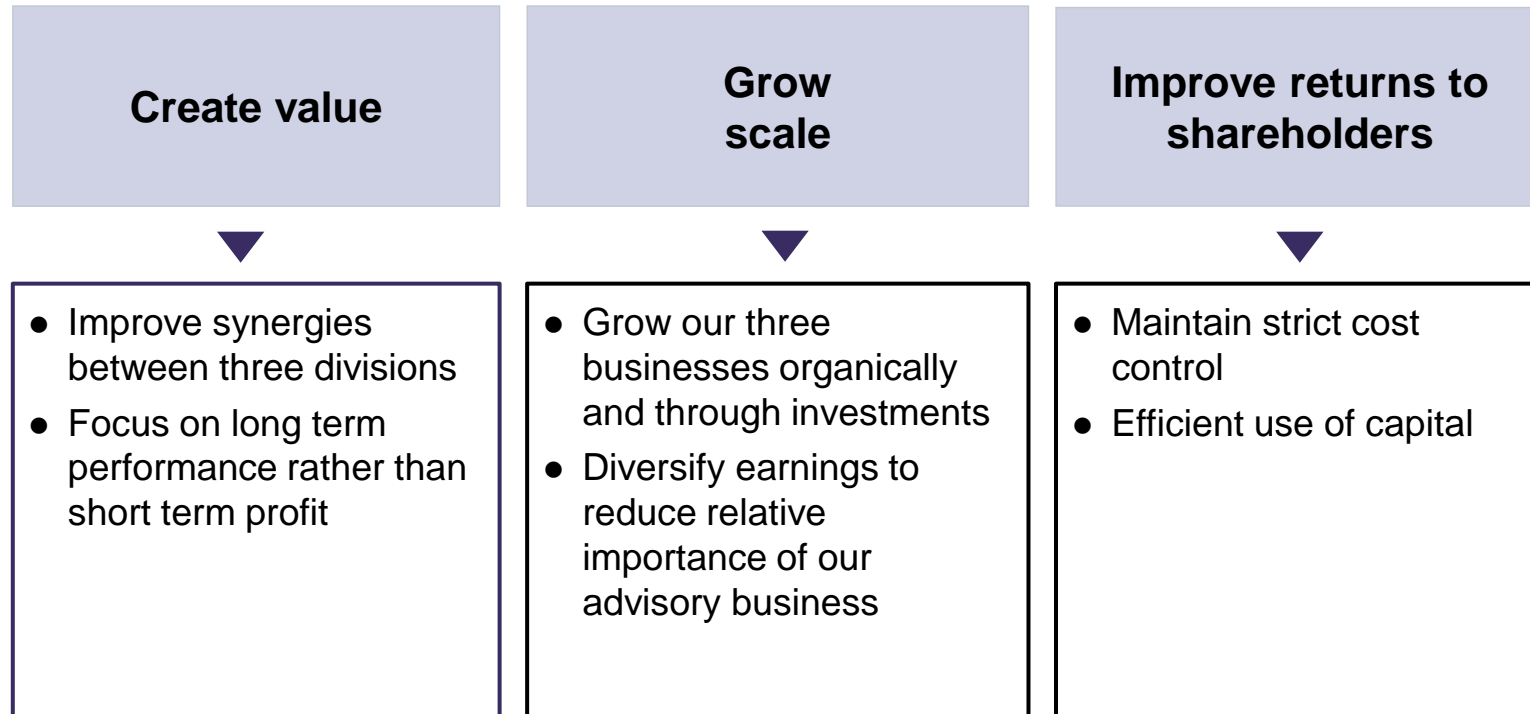 Create value
Grow
scale
Improve returns to
shareholders
● Improve synergies
between three divisions
● Focus on long term
performance rather than
short term profit
● Grow our three
businesses organically
and through investments
● Diversify earnings to
reduce relative
importance of our
advisory business
● Maintain strict cost
control
● Efficient use of capital